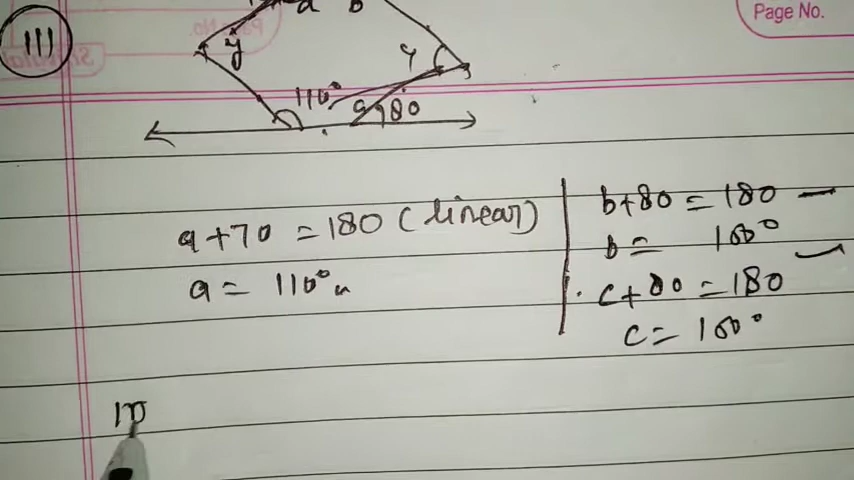 Page No.
III
a b
y y
110° c 80
a+70 = 180 (linear)
a = 110°
b+80 = 180
b = 100°
c+80 = 180
c = 100°